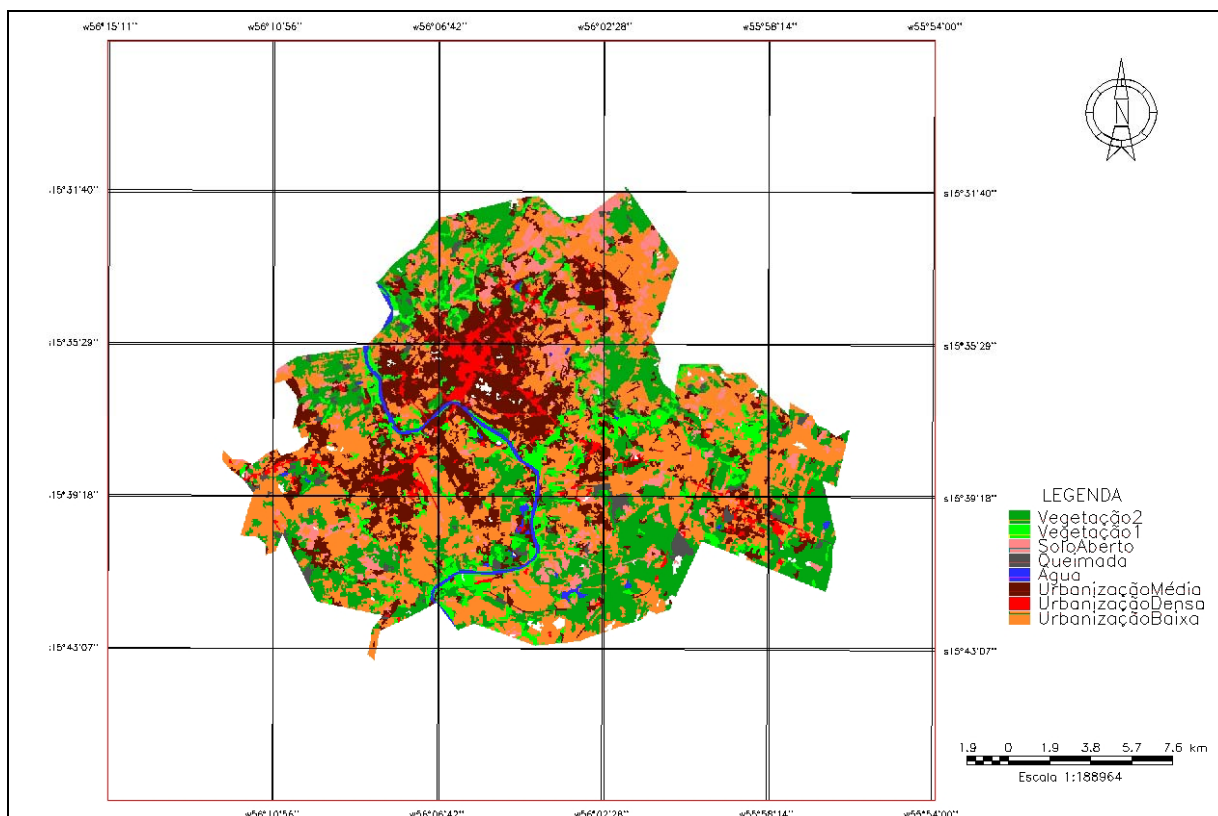 w56°15'11'' w56°10'56'' w56°06'42'' w56°02'28'' w55°58'14'' w55°54'00''
N
:15°31'40'' s15°31'40''
:15°35'29'' s15°35'29''
:15°39'18'' s15°39'18''
LEGENDA
Vegetação2
Vegetação1
SoloAberto
Queimada
Água
UrbanizaçãoMédia
UrbanizaçãoDensa
UrbanizaçãoBaixa
:15°43'07'' s15°43'07''
1.9 0 1.9 3.8 5.7 7.6 km
Escala 1:188964
w56°10'56'' w56°06'42'' w56°02'28'' w55°58'14'' w55°54'00''